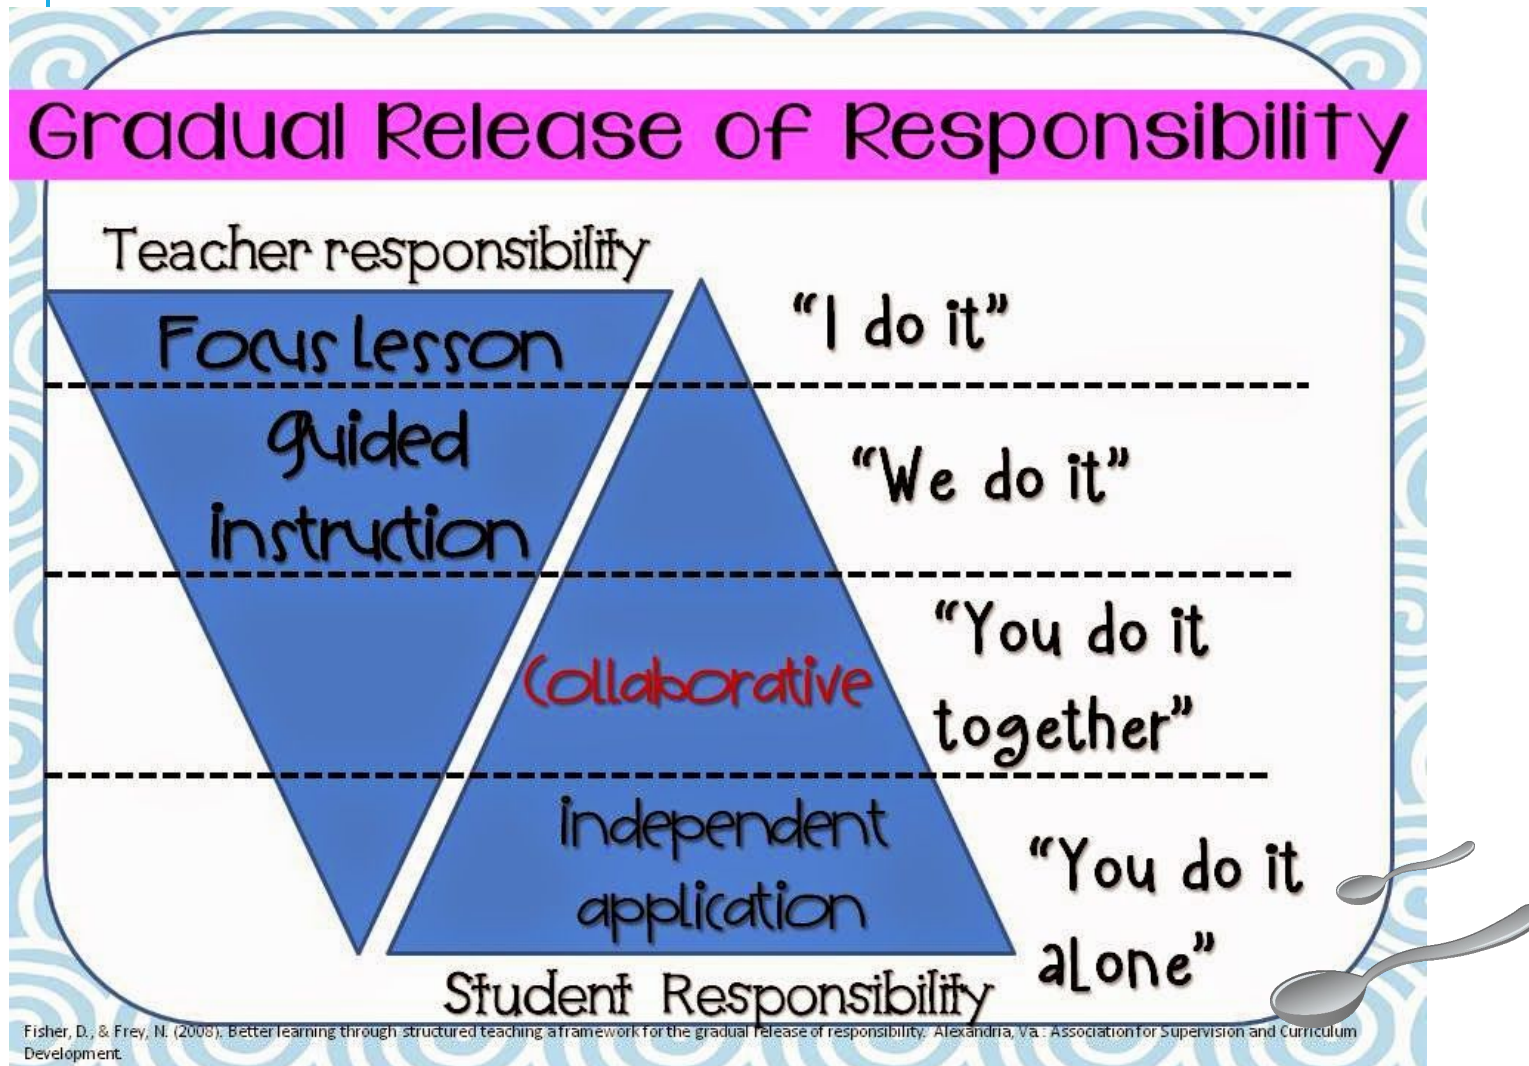 Gradual Release of Responsibility
Teacher responsibility
Focus lesson
"I do it"
guided
instruction
"We do it"
Collaborative
"You do it
together"
independent
application
"You do it
alone"
Student Responsibility
Fisher, D., & Frey, N. (2008). Better learning through structured teaching a framework for the gradual release of responsibility. Alexandria, Va.: Association for Supervision and Curriculum
Development.